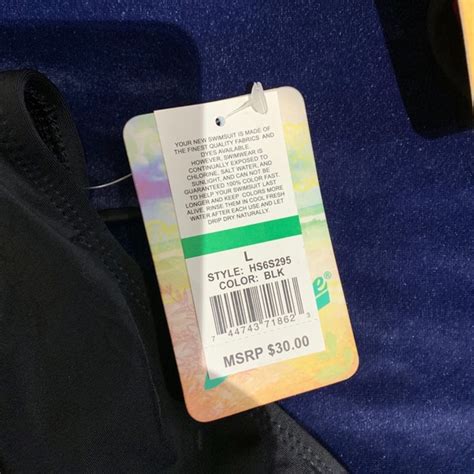 YOUR NEW SWIMSUIT IS MADE OF
THE FINEST QUALITY FABRICS AND
DYES AVAILABLE.
HOWEVER, SWIMWEAR IS
CONTINUALLY EXPOSED TO
CHLORINE, SALT WATER, AND
SUNLIGHT, AND CAN NOT BE
GUARANTEED 100% COLOR FAST.
TO HELP YOUR SWIMSUIT LAST
LONGER AND KEEP COLORS MORE
ALIVE, RINSE THEM IN COOL FRESH
WATER AFTER EACH USE AND LET
DRIP DRY NATURALLY.
L
STYLE: HS6S295
COLOR: BLK
7 44743 71862 3
MSRP $30.00